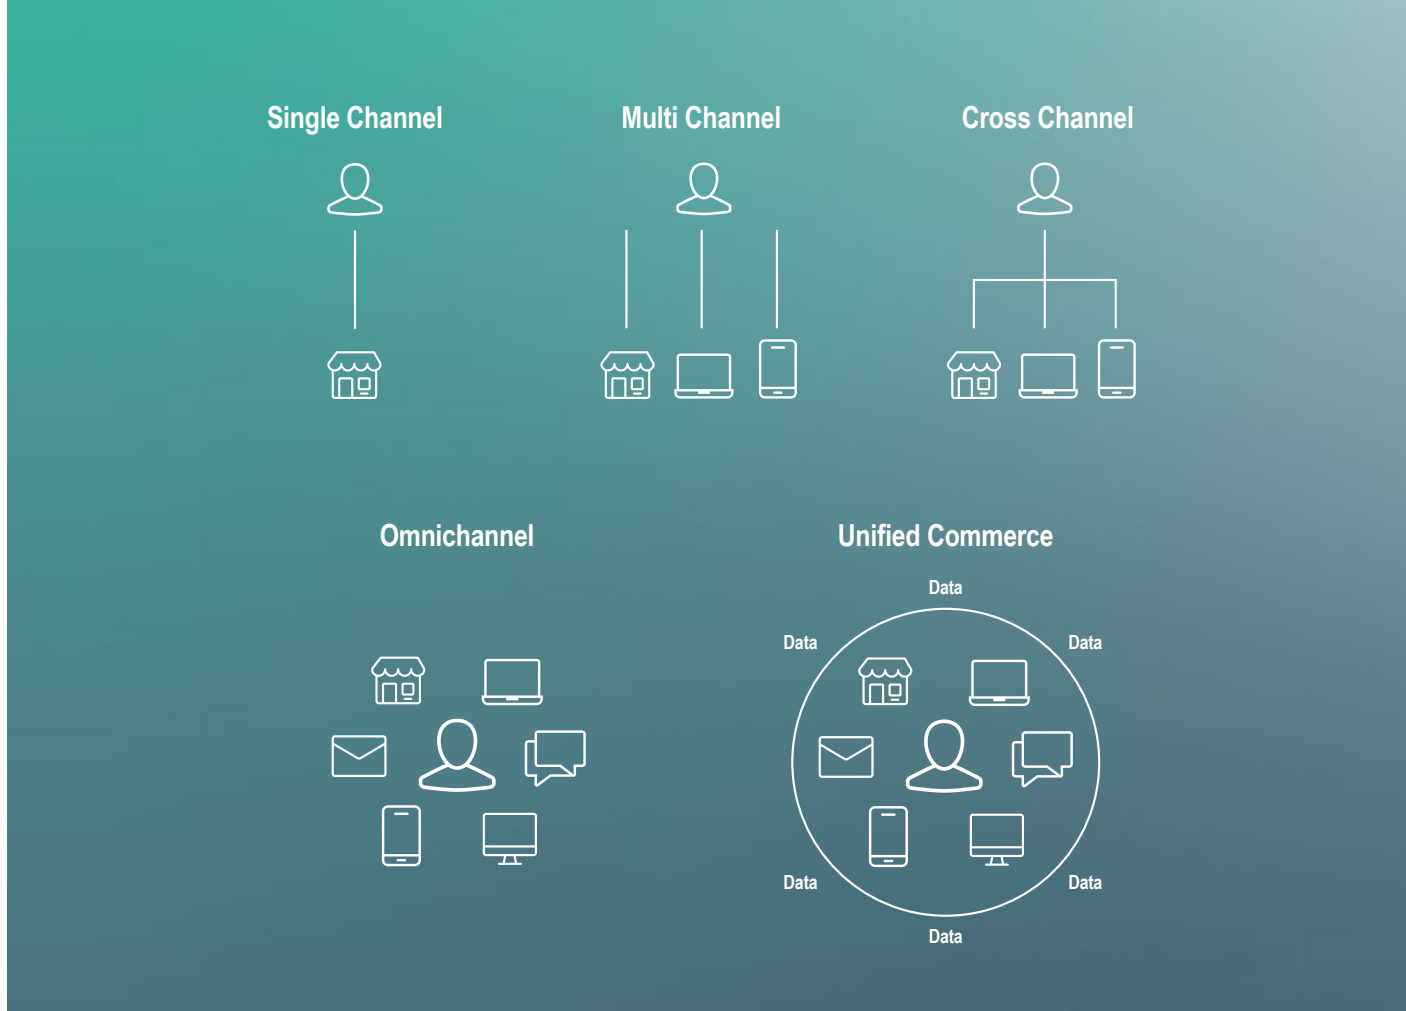 Single Channel
Multi Channel
Cross Channel
Omnichannel
Unified Commerce
Data
Data
Data
Data
Data
Data